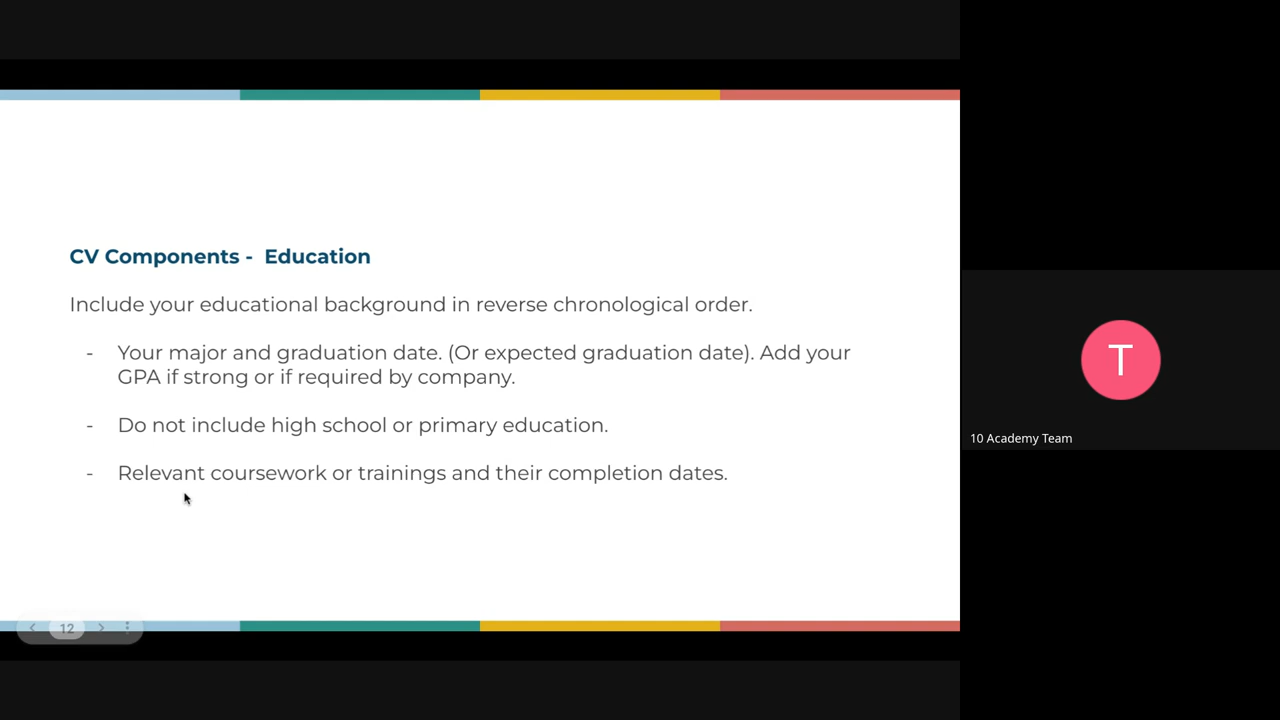 CV Components - Education
Include your educational background in reverse chronological order.
- Your major and graduation date. (Or expected graduation date). Add your
GPA if strong or if required by company.
- Do not include high school or primary education.
- Relevant coursework or trainings and their completion dates.
T
10 Academy Team
12